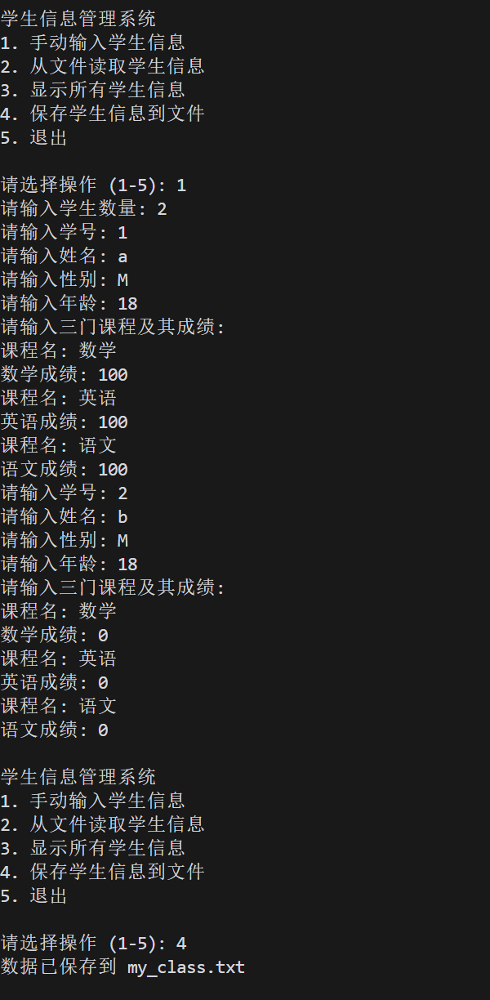 学生信息管理系统
1. 手动输入学生信息
2. 从文件读取学生信息
3. 显示所有学生信息
4. 保存学生信息到文件
5. 退出
请选择操作 (1-5): 1
请输入学生数量: 2
请输入学号: 1
请输入姓名: a
请输入性别: M
请输入年龄: 18
请输入三门课程及其成绩:
课程名: 数学
数学成绩: 100
课程名: 英语
英语成绩: 100
课程名: 语文
语文成绩: 100
请输入学号: 2
请输入姓名: b
请输入性别: M
请输入年龄: 18
请输入三门课程及其成绩:
课程名: 数学
数学成绩: 0
课程名: 英语
英语成绩: 0
课程名: 语文
语文成绩: 0
学生信息管理系统
1. 手动输入学生信息
2. 从文件读取学生信息
3. 显示所有学生信息
4. 保存学生信息到文件
5. 退出
请选择操作 (1-5): 4
数据已保存到 my_class.txt